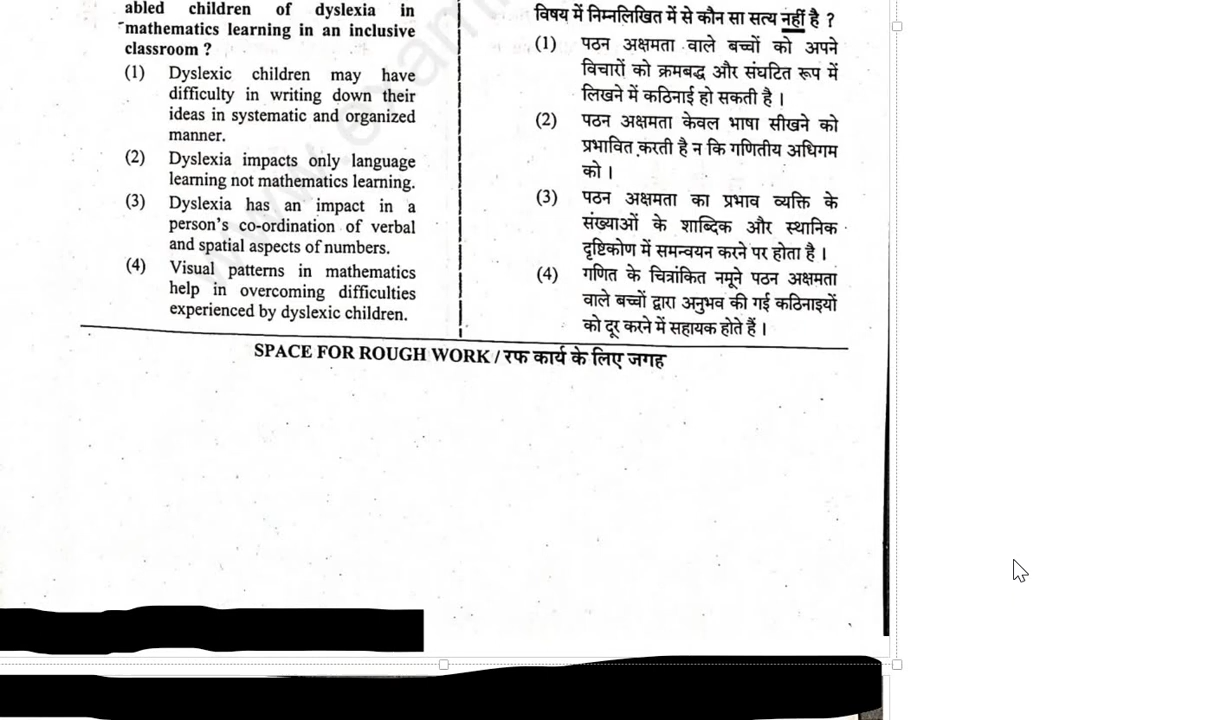 abled children of dyslexia in
mathematics learning in an inclusive
classroom ?
(1) Dyslexic children may have
difficulty in writing down their
ideas in systematic and organized
manner.
(2) Dyslexia impacts only language
learning not mathematics learning.
(3) Dyslexia has an impact in a
person's co-ordination of verbal
and spatial aspects of numbers.
(4) Visual patterns in mathematics
help in overcoming difficulties
experienced by dyslexic children.
विषय में निम्नलिखित में से कौन सा सत्य नहीं है ?
(1) पठन अक्षमता वाले बच्चों को अपने
विचारों को क्रमबद्ध और संघटित रूप में
लिखने में कठिनाई हो सकती है ।
(2) पठन अक्षमता केवल भाषा सीखने को
प्रभावित करती है न कि गणितीय अधिगम
को ।
(3) पठन अक्षमता का प्रभाव व्यक्ति के
संख्याओं के शाब्दिक और स्थानिक
दृष्टिकोण में समन्वयन करने पर होता है ।
(4) गणित के चित्रांकित नमूने पठन अक्षमता
वाले बच्चों द्वारा अनुभव की गई कठिनाइयों
को दूर करने में सहायक होते हैं ।
SPACE FOR ROUGH WORK / रफ कार्य के लिए जगह